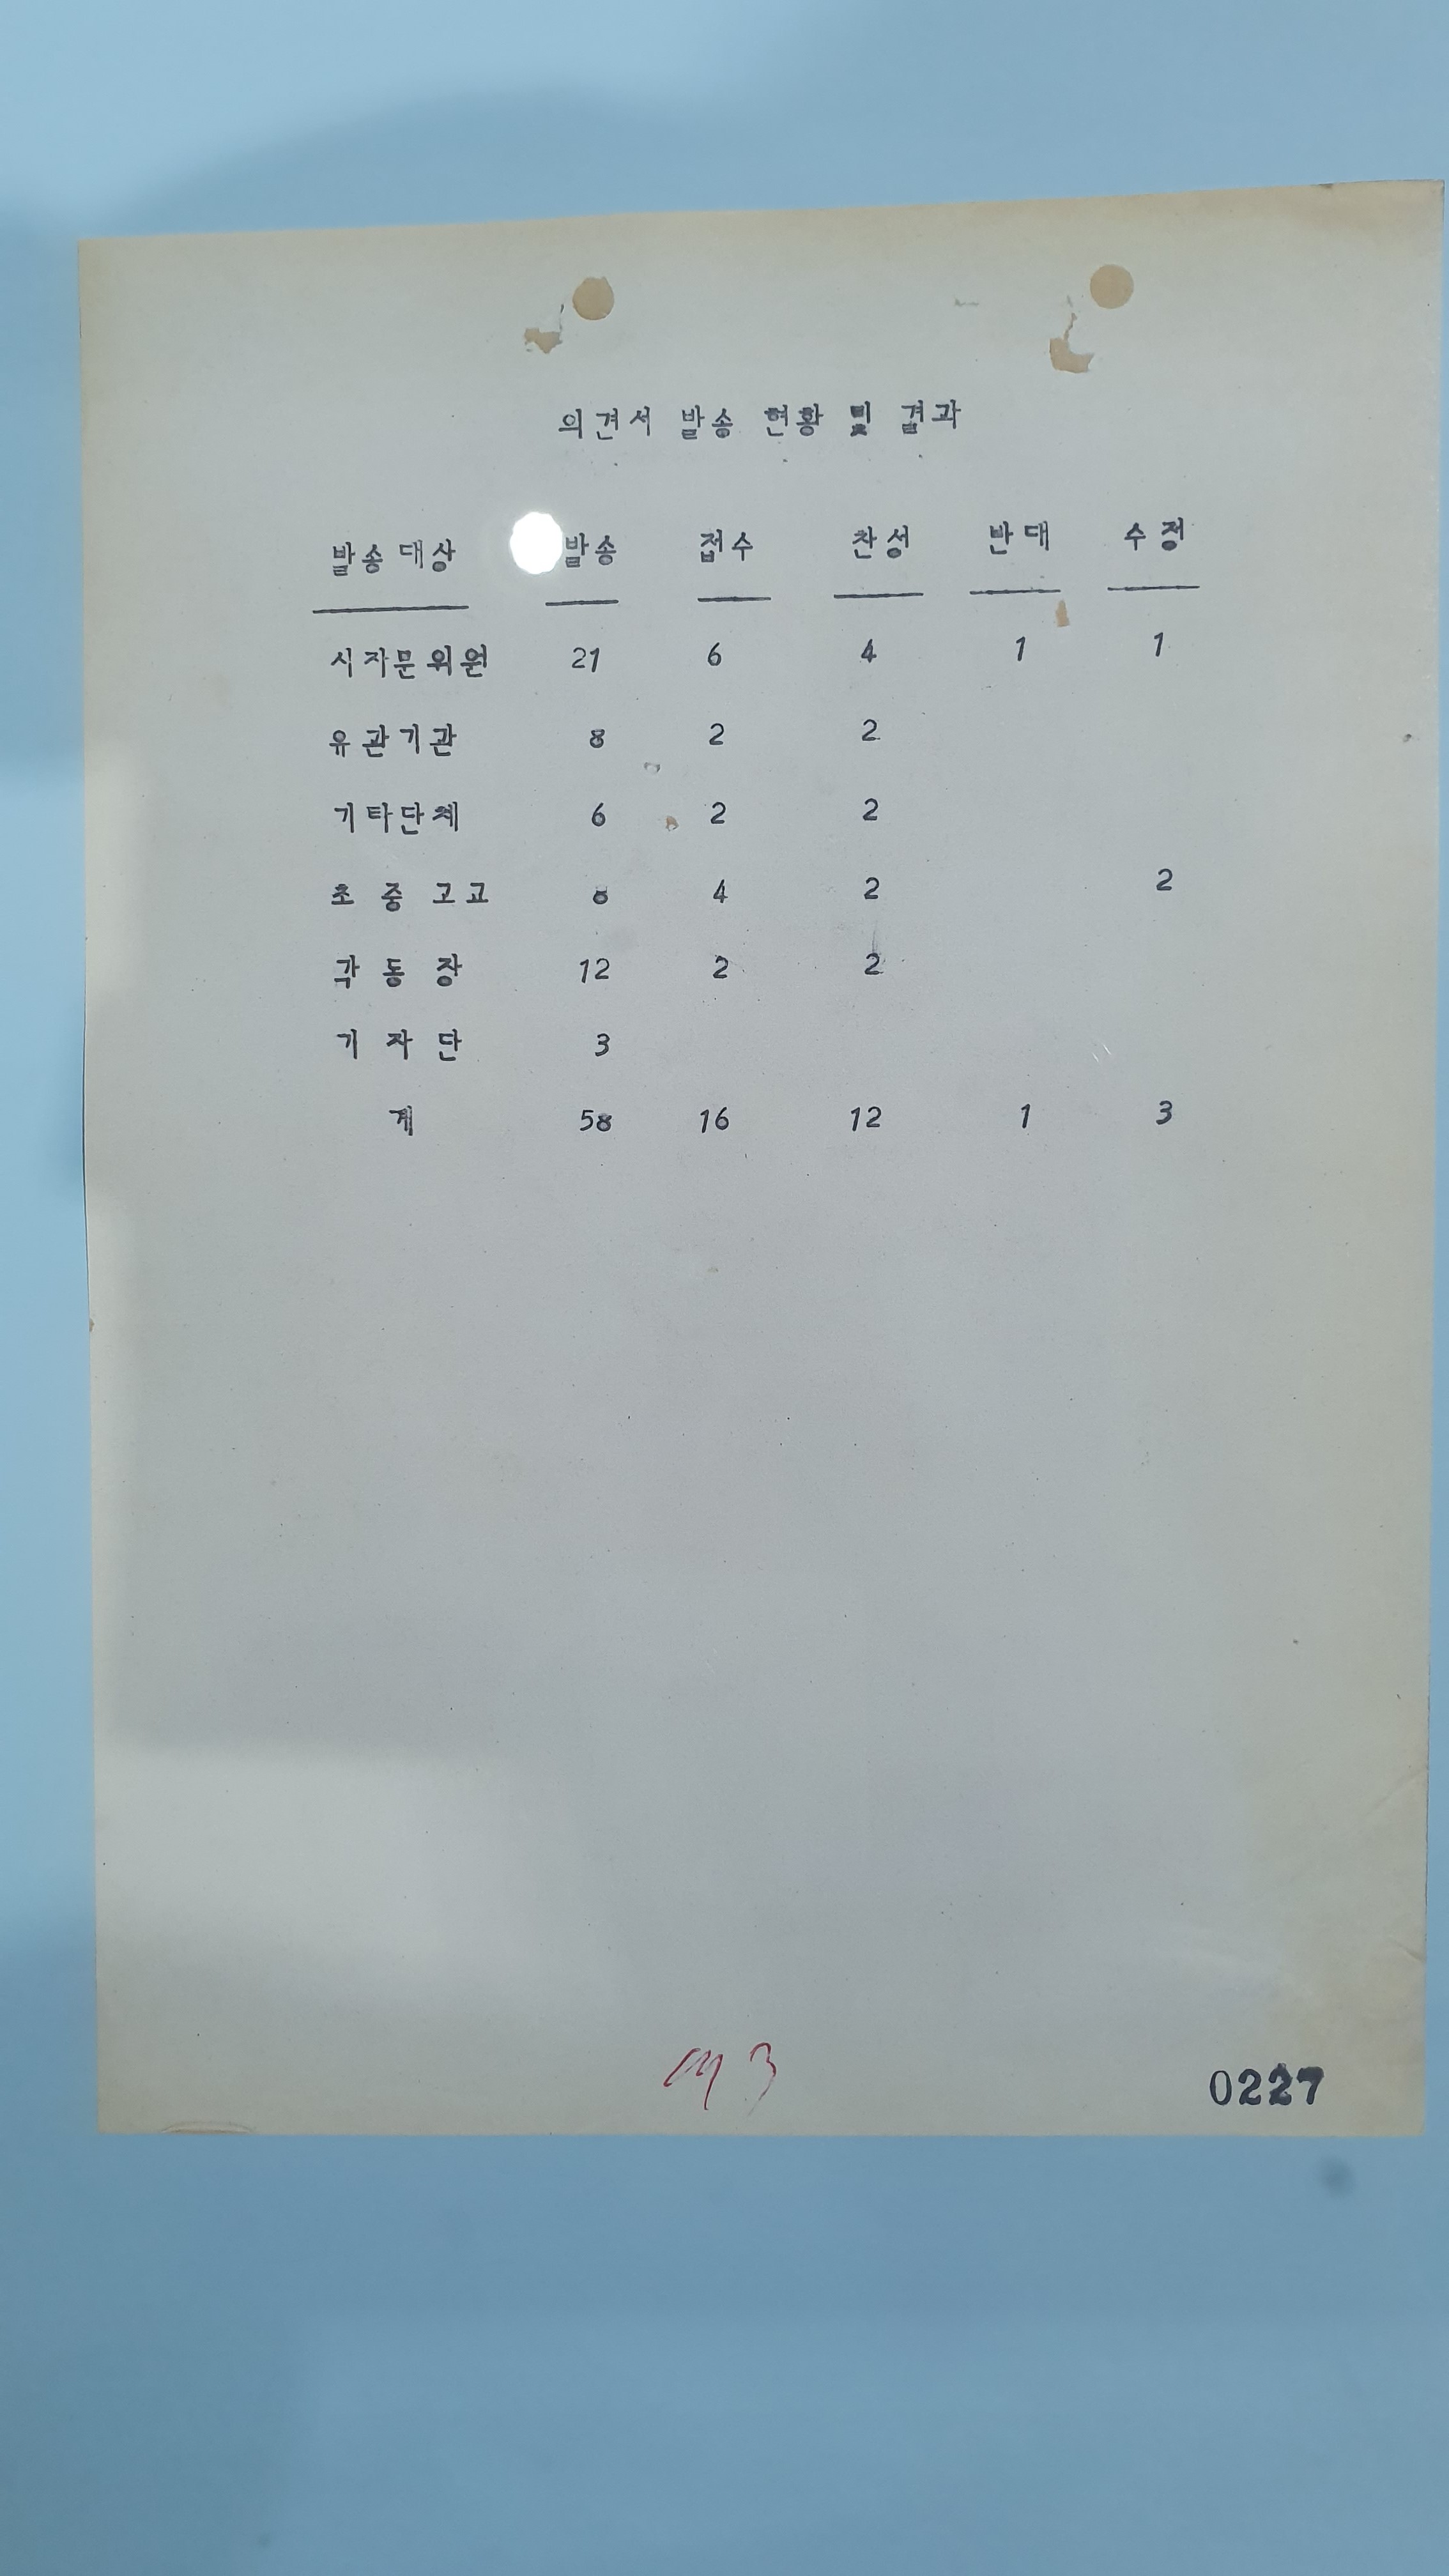 의견서 발송 현황 및 결과
발송대상 발송 접수 찬성 반대 수정
시자문위원 21 6 4 1 1
유관기관 8 2 2
기타단체 6 2 2
초 중 고교 8 4 2 2
각 동 장 12 2 2
기 자 단 3
계 58 16 12 1 3
0227